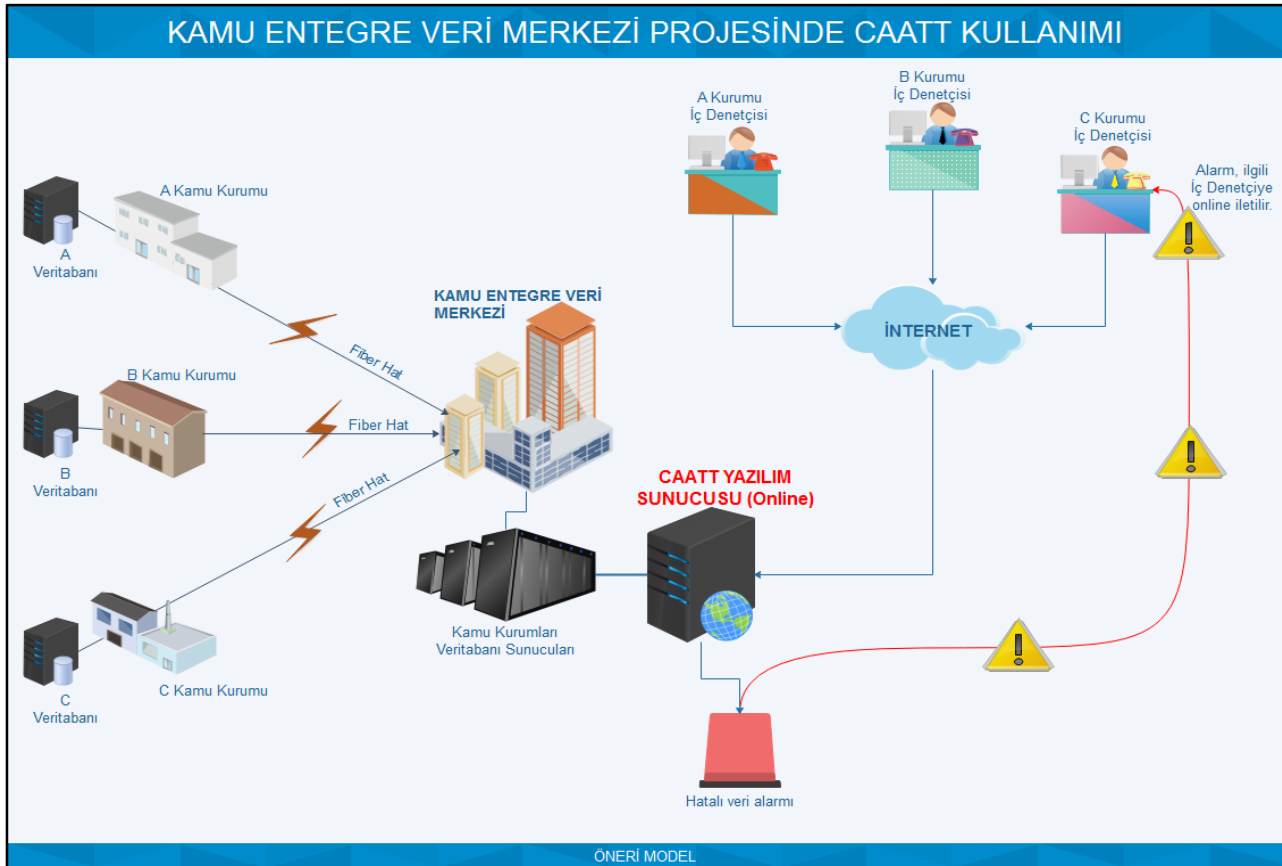 KAMU ENTEGRE VERİ MERKEZİ PROJESİNDE CAATT KULLANIMI
A Kurumu
İç Denetçisi
B Kurumu
İç Denetçisi
C Kurumu
İç Denetçisi
Alarm, ilgili
İç Denetçiye
online iletilir.
A Kamu Kurumu
A
Veritabanı
KAMU ENTEGRE VERİ
MERKEZİ
İNTERNET
Fiber Hat
B Kamu Kurumu
Fiber Hat
B
Veritabanı
Fiber Hat
CAATT YAZILIM
SUNUCUSU (Online)
Kamu Kurumları
Veritabanı Sunucuları
C Kamu Kurumu
C
Veritabanı
Hatalı veri alarmı
ÖNERİ MODEL